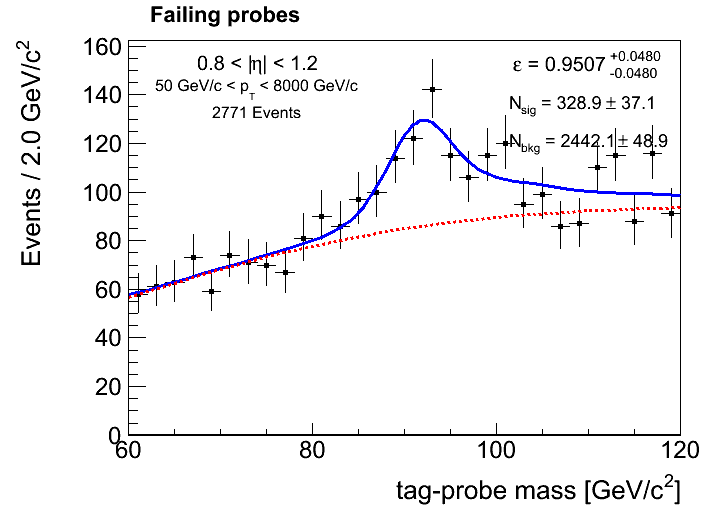 Failing probes
Events / 2.0 GeV/c²
160
140
120
100
80
60
40
20
0
0.8 < |η| < 1.2
50 GeV/c < p_T < 8000 GeV/c
2771 Events
ε = 0.9507 +0.0480 -0.0480
N_sig = 328.9 ± 37.1
N_bkg = 2442.1 ± 48.9
60 80 100 120
tag-probe mass [GeV/c²]